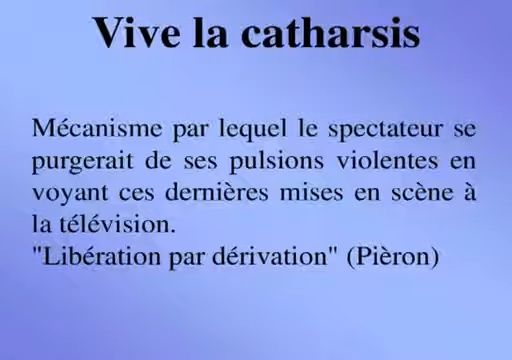 Vive la catharsis
Mécanisme par lequel le spectateur se
purgerait de ses pulsions violentes en
voyant ces dernières mises en scène à
la télévision.
"Libération par dérivation" (Pièron)